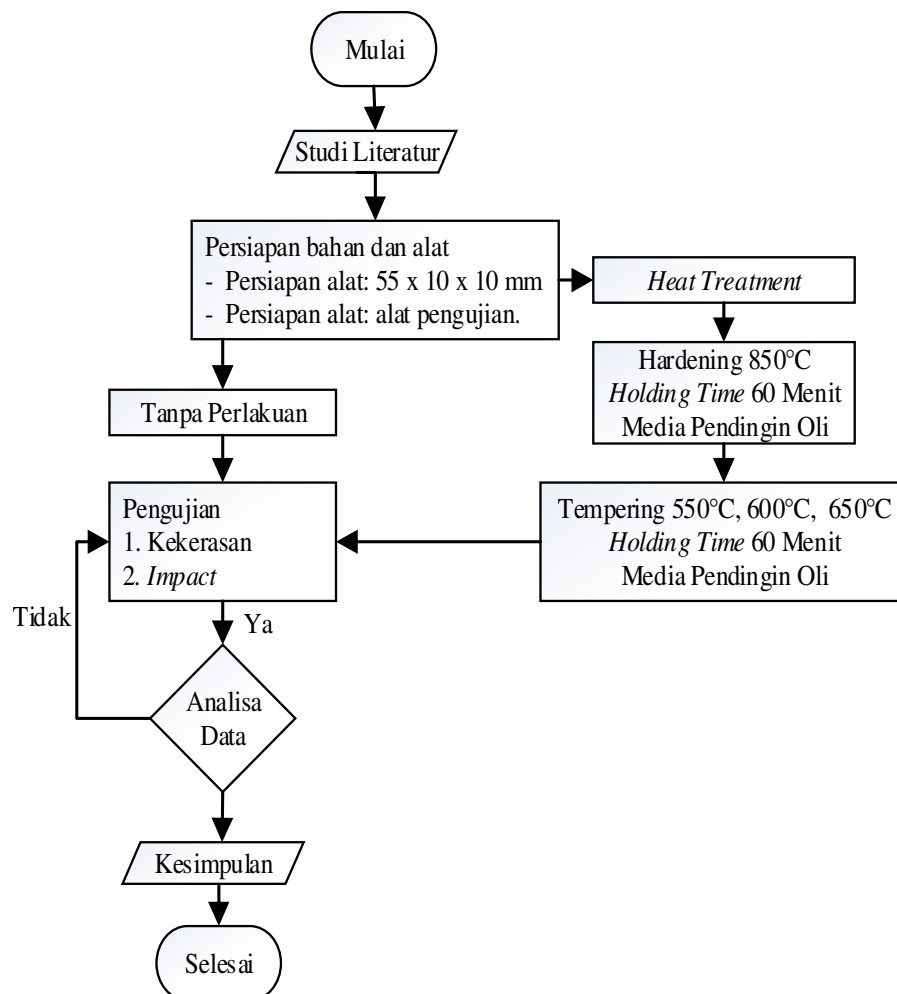 Mulai
Studi Literatur
Persiapan bahan dan alat
- Persiapan alat: 55 x 10 x 10 mm
- Persiapan alat: alat pengujian.
Heat Treatment
Hardening 850°C
Holding Time 60 Menit
Media Pendingin Oli
Tanpa Perlakuan
Pengujian
1. Kekerasan
2. Impact
Tempering 550°C, 600°C, 650°C
Holding Time 60 Menit
Media Pendingin Oli
Tidak
Ya
Analisa
Data
Kesimpulan
Selesai